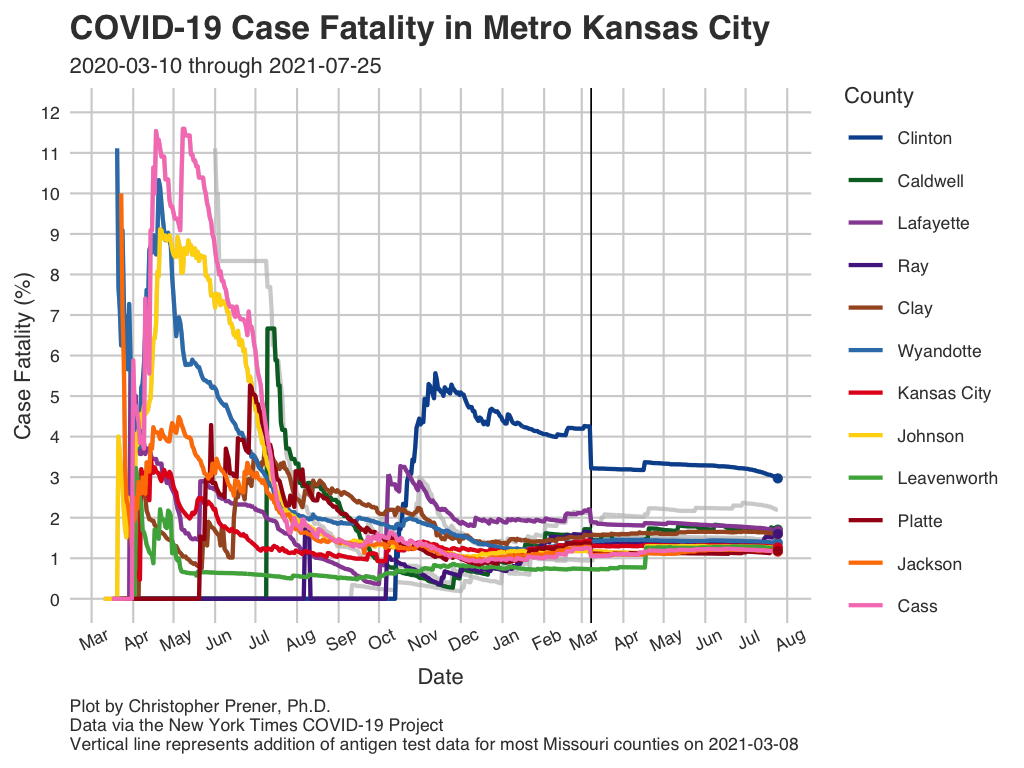 COVID-19 Case Fatality in Metro Kansas City
2020-03-10 through 2021-07-25
Case Fatality (%)
12
11
10
9
8
7
6
5
4
3
2
1
0
Mar Apr May Jun Jul Aug Sep Oct Nov Dec Jan Feb Mar Apr May Jun Jul Aug
Date
County
Clinton
Caldwell
Lafayette
Ray
Clay
Wyandotte
Kansas City
Johnson
Leavenworth
Platte
Jackson
Cass
Plot by Christopher Prener, Ph.D.
Data via the New York Times COVID-19 Project
Vertical line represents addition of antigen test data for most Missouri counties on 2021-03-08